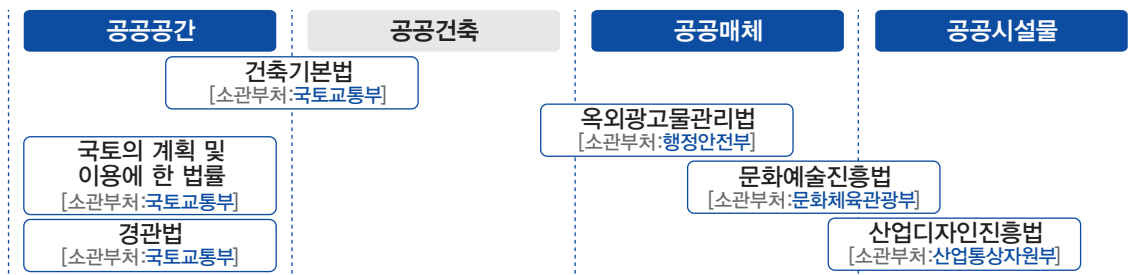 공공공간 공공건축 공공매체 공공시설물
건축기본법
[소관부처:국토교통부]
옥외광고물관리법
[소관부처:행정안전부]
국토의 계획 및
이용에 한 법률
[소관부처:국토교통부]
문화예술진흥법
[소관부처:문화체육관광부]
경관법
[소관부처:국토교통부]
산업디자인진흥법
[소관부처:산업통상자원부]